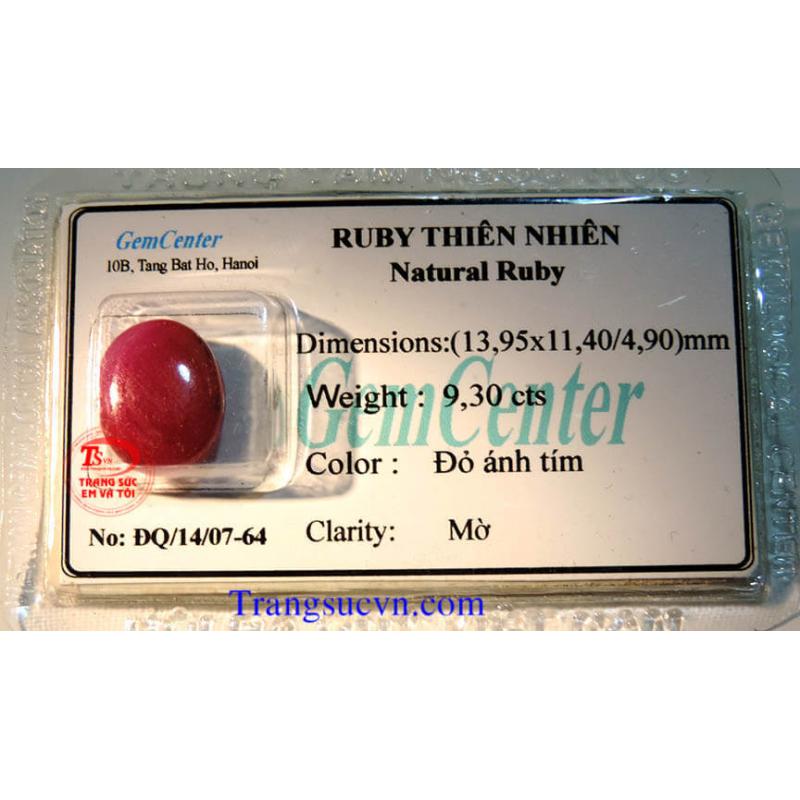 GemCenter
10B, Tang Bat Ho, Hanoi
RUBY THIÊN NHIÊN
Natural Ruby
Dimensions:(13,95x11,40/4,90)mm
GemCenter
Weight : 9,30 cts
Color : Đỏ ánh tím
Clarity: Mờ
TSVN
TRANG SỨC
EM VÀ TÔI
No: ĐQ/14/07-64
Trangsucvn.com